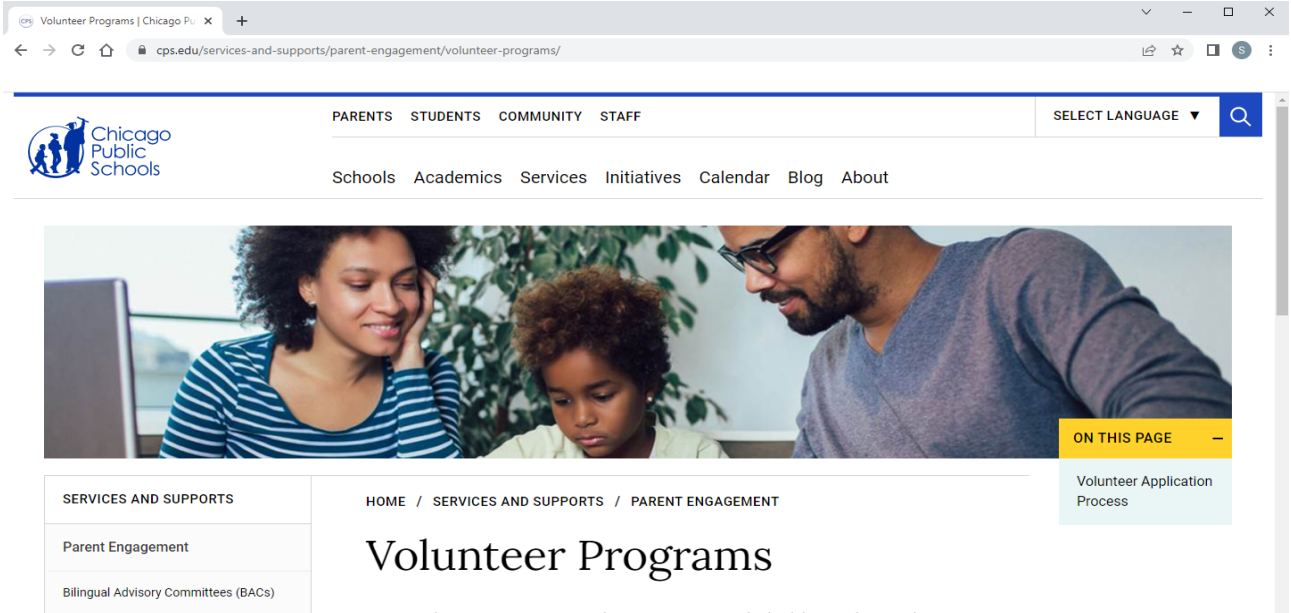 CPS Volunteer Programs | Chicago Pu
cps.edu/services-and-supports/parent-engagement/volunteer-programs/
S
Chicago
Public
Schools
PARENTS STUDENTS COMMUNITY STAFF
SELECT LANGUAGE ▼
Schools Academics Services Initiatives Calendar Blog About
ON THIS PAGE
Volunteer Application
Process
SERVICES AND SUPPORTS
Parent Engagement
Bilingual Advisory Committees (BACs)
HOME / SERVICES AND SUPPORTS / PARENT ENGAGEMENT
Volunteer Programs